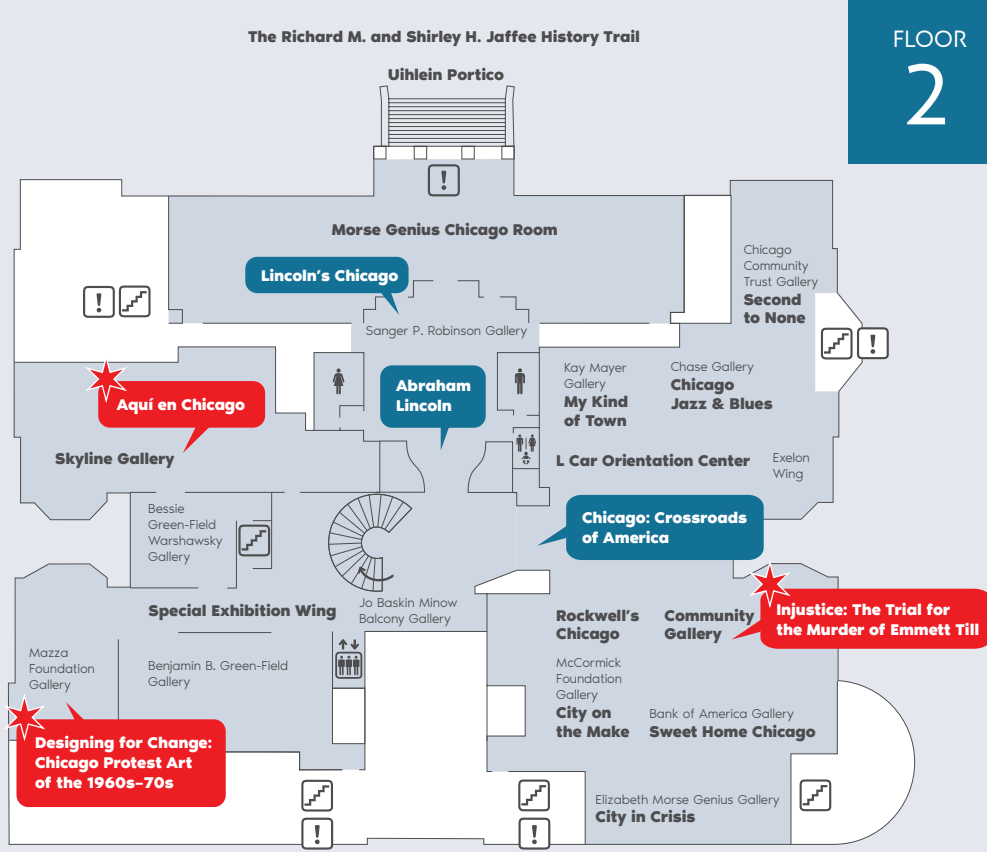 The Richard M. and Shirley H. Jaffee History Trail
FLOOR
2
Uihlein Portico
!
Morse Genius Chicago Room
Lincoln's Chicago
Sanger P. Robinson Gallery
Chicago
Community
Trust Gallery
Second
to None
!
!
Aquí en Chicago
Skyline Gallery
Abraham
Lincoln
Kay Mayer
Gallery
My Kind
of Town
Chase Gallery
Chicago
Jazz & Blues
L Car Orientation Center
Exelon
Wing
Bessie
Green-Field
Warshawsky
Gallery
Chicago: Crossroads
of America
Special Exhibition Wing
Jo Baskin Minow
Balcony Gallery
Rockwell's
Chicago
Community
Gallery
Injustice: The Trial for
the Murder of Emmett Till
Mazza
Foundation
Gallery
Benjamin B. Green-Field
Gallery
McCormick
Foundation
Gallery
City on
the Make
Bank of America Gallery
Sweet Home Chicago
Designing for Change:
Chicago Protest Art
of the 1960s–70s
Elizabeth Morse Genius Gallery
City in Crisis
!
!